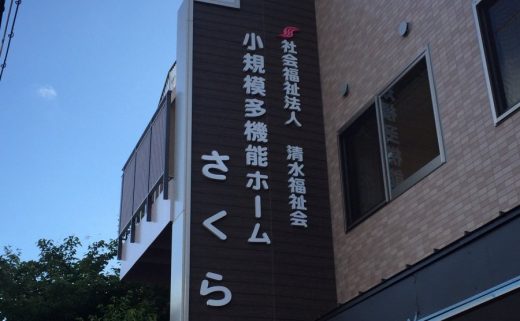 社会福祉法人 清水福祉会
小規模多機能ホーム
さくら